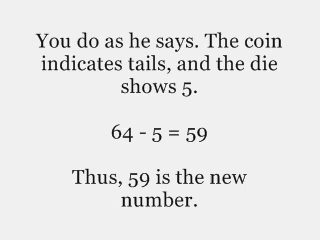 You do as he says. The coin
indicates tails, and the die
shows 5.
64 - 5 = 59
Thus, 59 is the new
number.